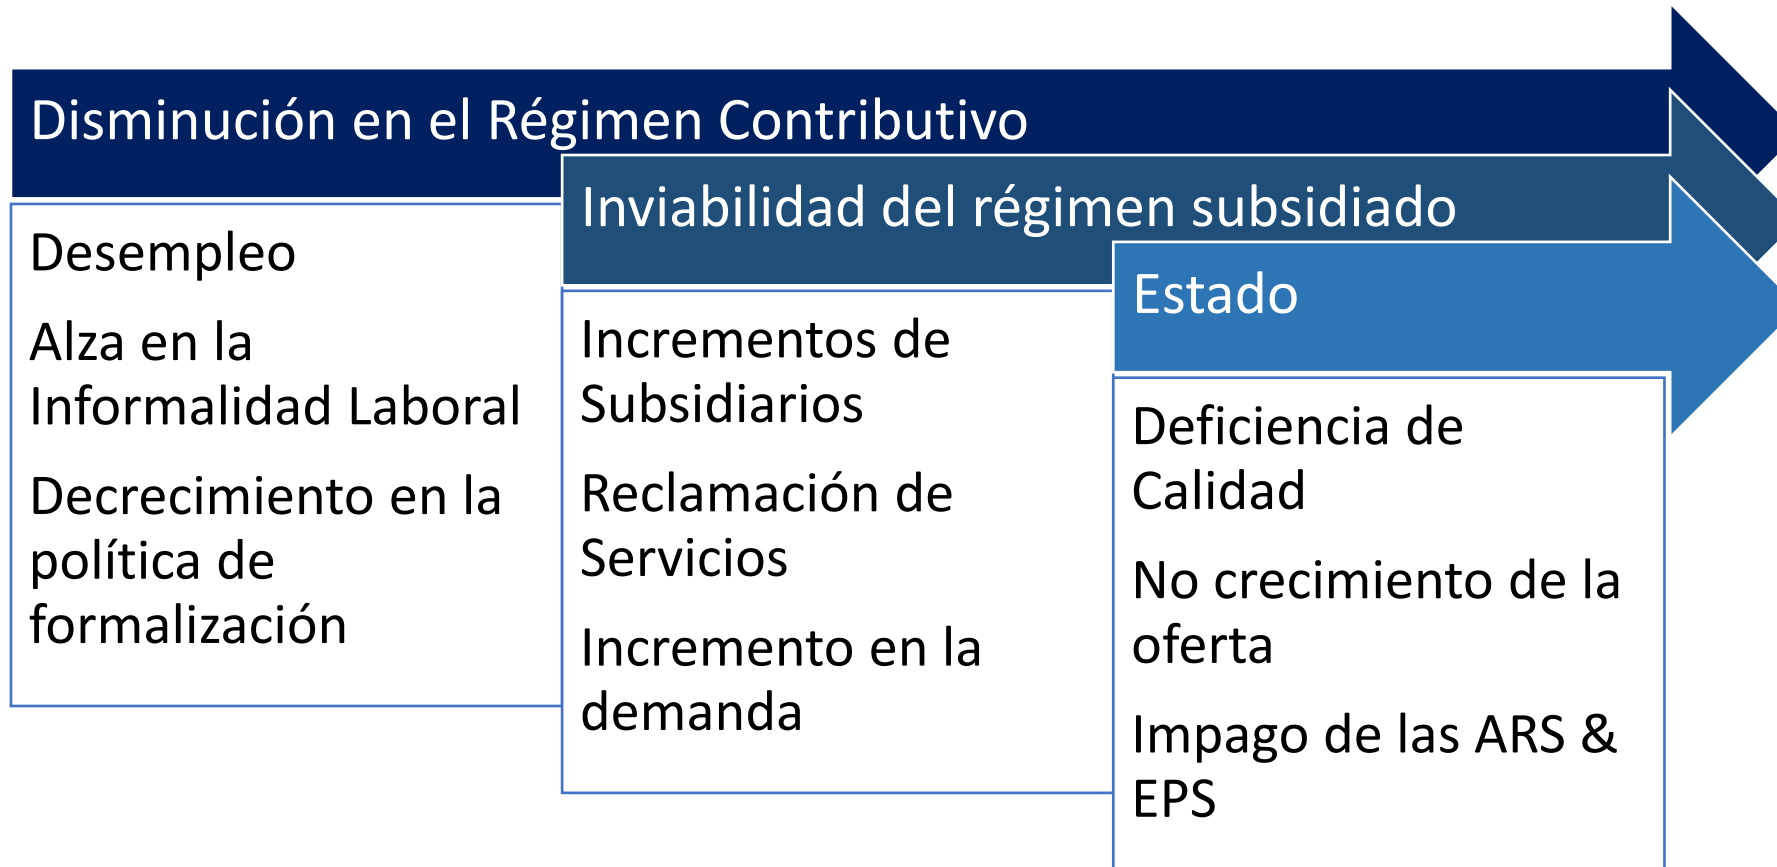 Disminución en el Régimen Contributivo
Desempleo
Alza en la
Informalidad Laboral
Decrecimiento en la
política de
formalización
Inviabilidad del régimen subsidiado
Incrementos de
Subsidiarios
Reclamación de
Servicios
Incremento en la
demanda
Estado
Deficiencia de
Calidad
No crecimiento de la
oferta
Impago de las ARS &
EPS